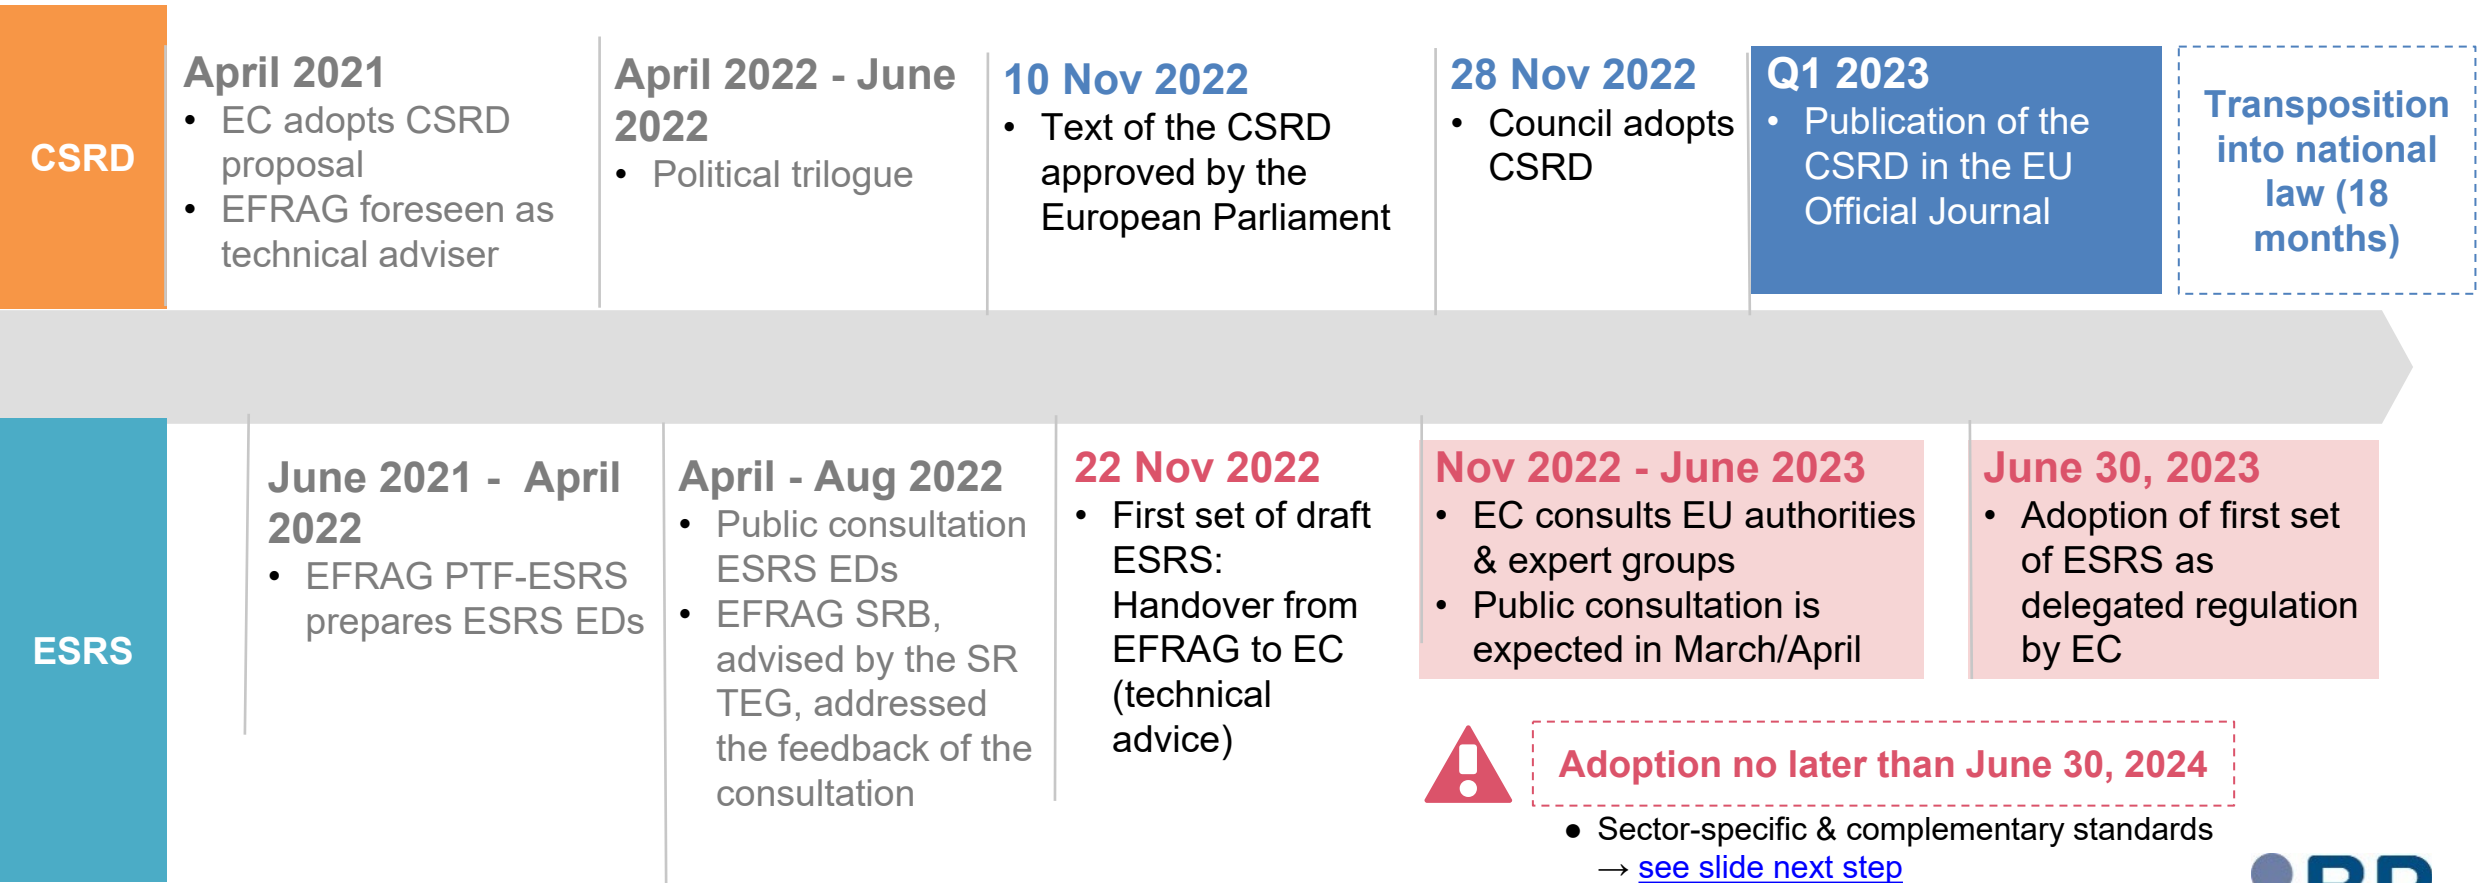 CSRD
April 2021
• EC adopts CSRD
proposal
• EFRAG foreseen as
technical adviser
April 2022 - June
2022
• Political trilogue
10 Nov 2022
• Text of the CSRD
approved by the
European Parliament
28 Nov 2022
• Council adopts
CSRD
Q1 2023
• Publication of the
CSRD in the EU
Official Journal
Transposition
into national
law (18
months)
ESRS
June 2021 - April
2022
• EFRAG PTF-ESRS
prepares ESRS EDs
April - Aug 2022
• Public consultation
ESRS EDs
• EFRAG SRB,
advised by the SR
TEG, addressed
the feedback of the
consultation
22 Nov 2022
• First set of draft
ESRS:
Handover from
EFRAG to EC
(technical
advice)
Nov 2022 - June 2023
• EC consults EU authorities
& expert groups
• Public consultation is
expected in March/April
June 30, 2023
• Adoption of first set
of ESRS as
delegated regulation
by EC
Adoption no later than June 30, 2024
● Sector-specific & complementary standards
→ see slide next step